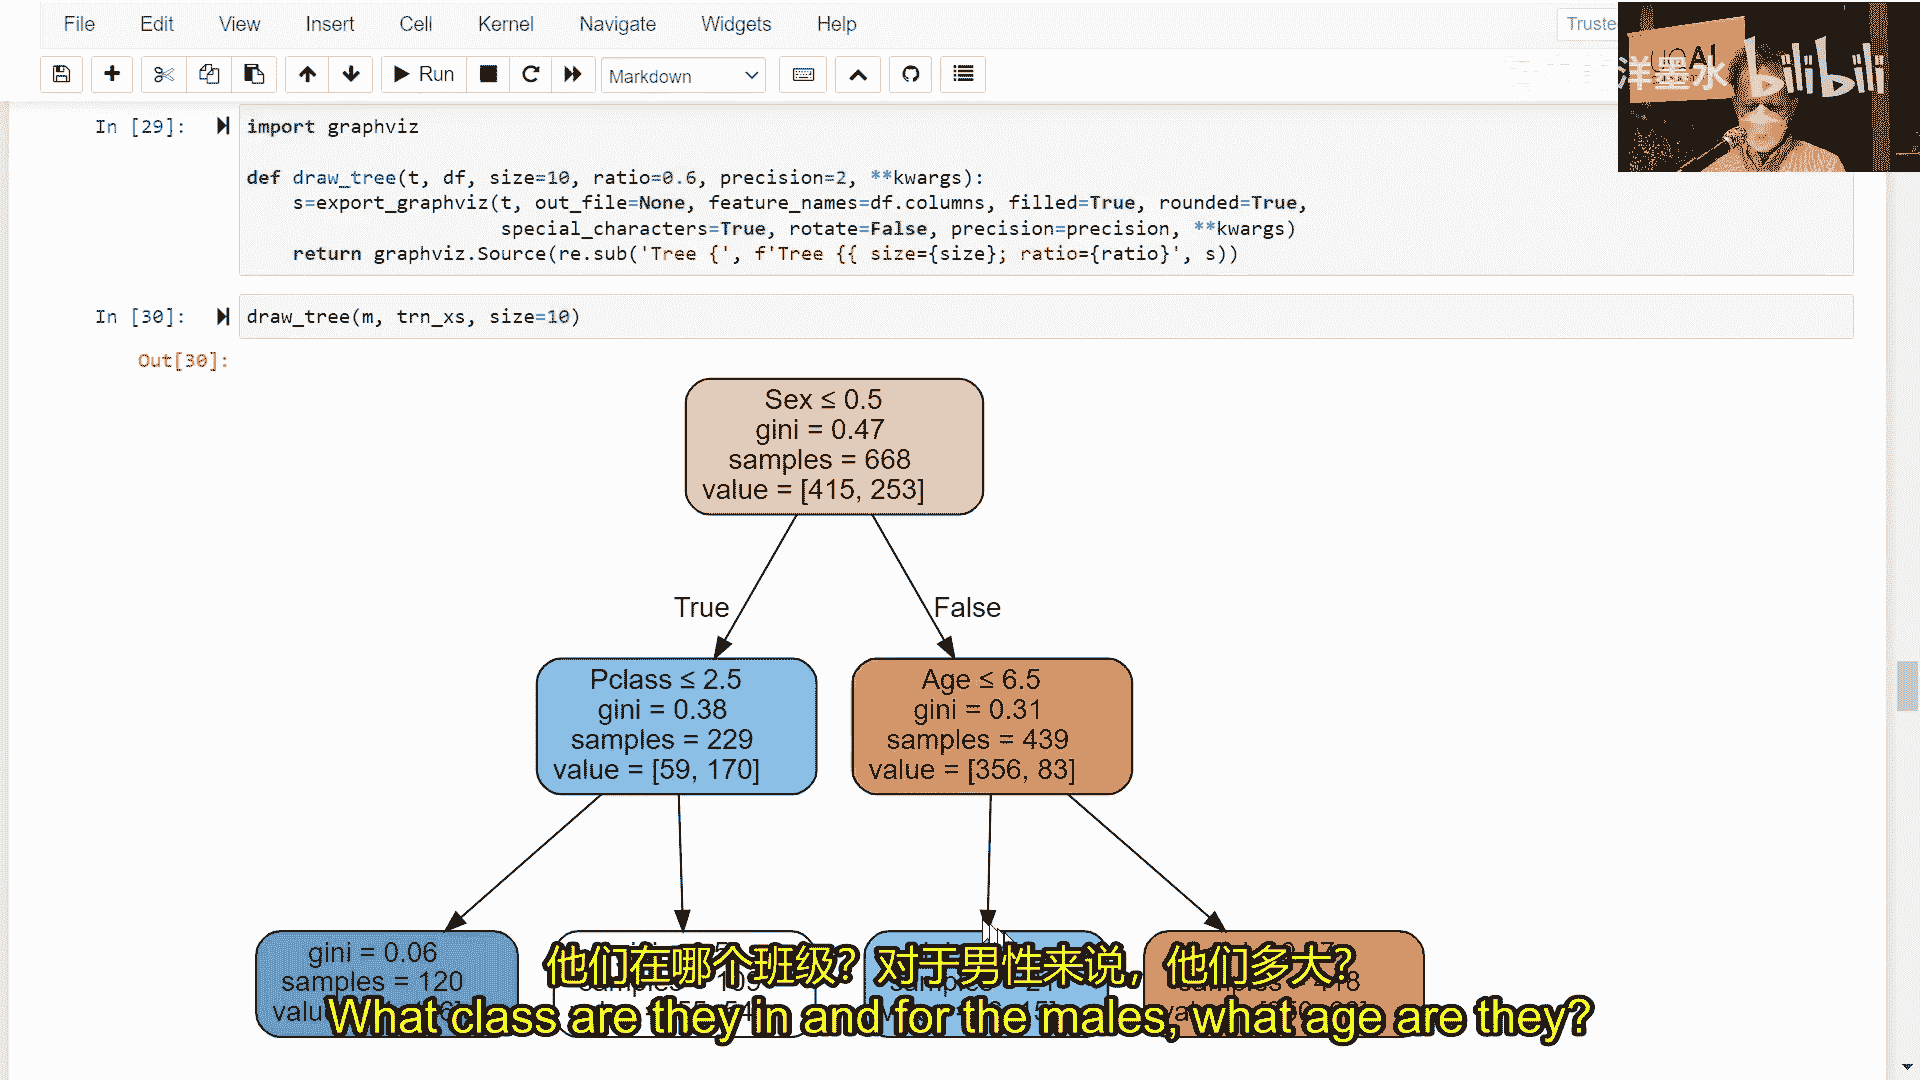 File Edit View Insert Cell Kernel Navigate Widgets Help
Run Markdown
洋墨水 bilibili
In [29]:
import graphviz
def draw_tree(t, df, size=10, ratio=0.6, precision=2, **kwargs):
s=export_graphviz(t, out_file=None, feature_names=df.columns, filled=True, rounded=True,
special_characters=True, rotate=False, precision=precision, **kwargs)
return graphviz.Source(re.sub('Tree {', f'Tree {{ size={size}; ratio={ratio}', s))
In [30]:
draw_tree(m, trn_xs, size=10)
Out[30]:
Sex ≤ 0.5
gini = 0.47
samples = 668
value = [415, 253]
True
False
Pclass ≤ 2.5
gini = 0.38
samples = 229
value = [59, 170]
Age ≤ 6.5
gini = 0.31
samples = 439
value = [356, 83]
gini = 0.06
samples = 120
他们在哪个班级？对于男性来说，他们多大？
What class are they in and for the males, what age are they?